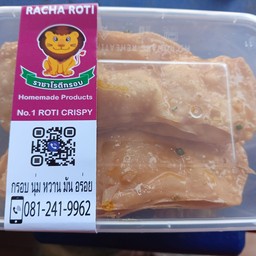 RACHA ROTI
ราชาโรตีกรอบ
Homemade Products
No.1 ROTI CRISPY
กรอบ นุ่ม หวาน มัน อร่อย
081-241-9962